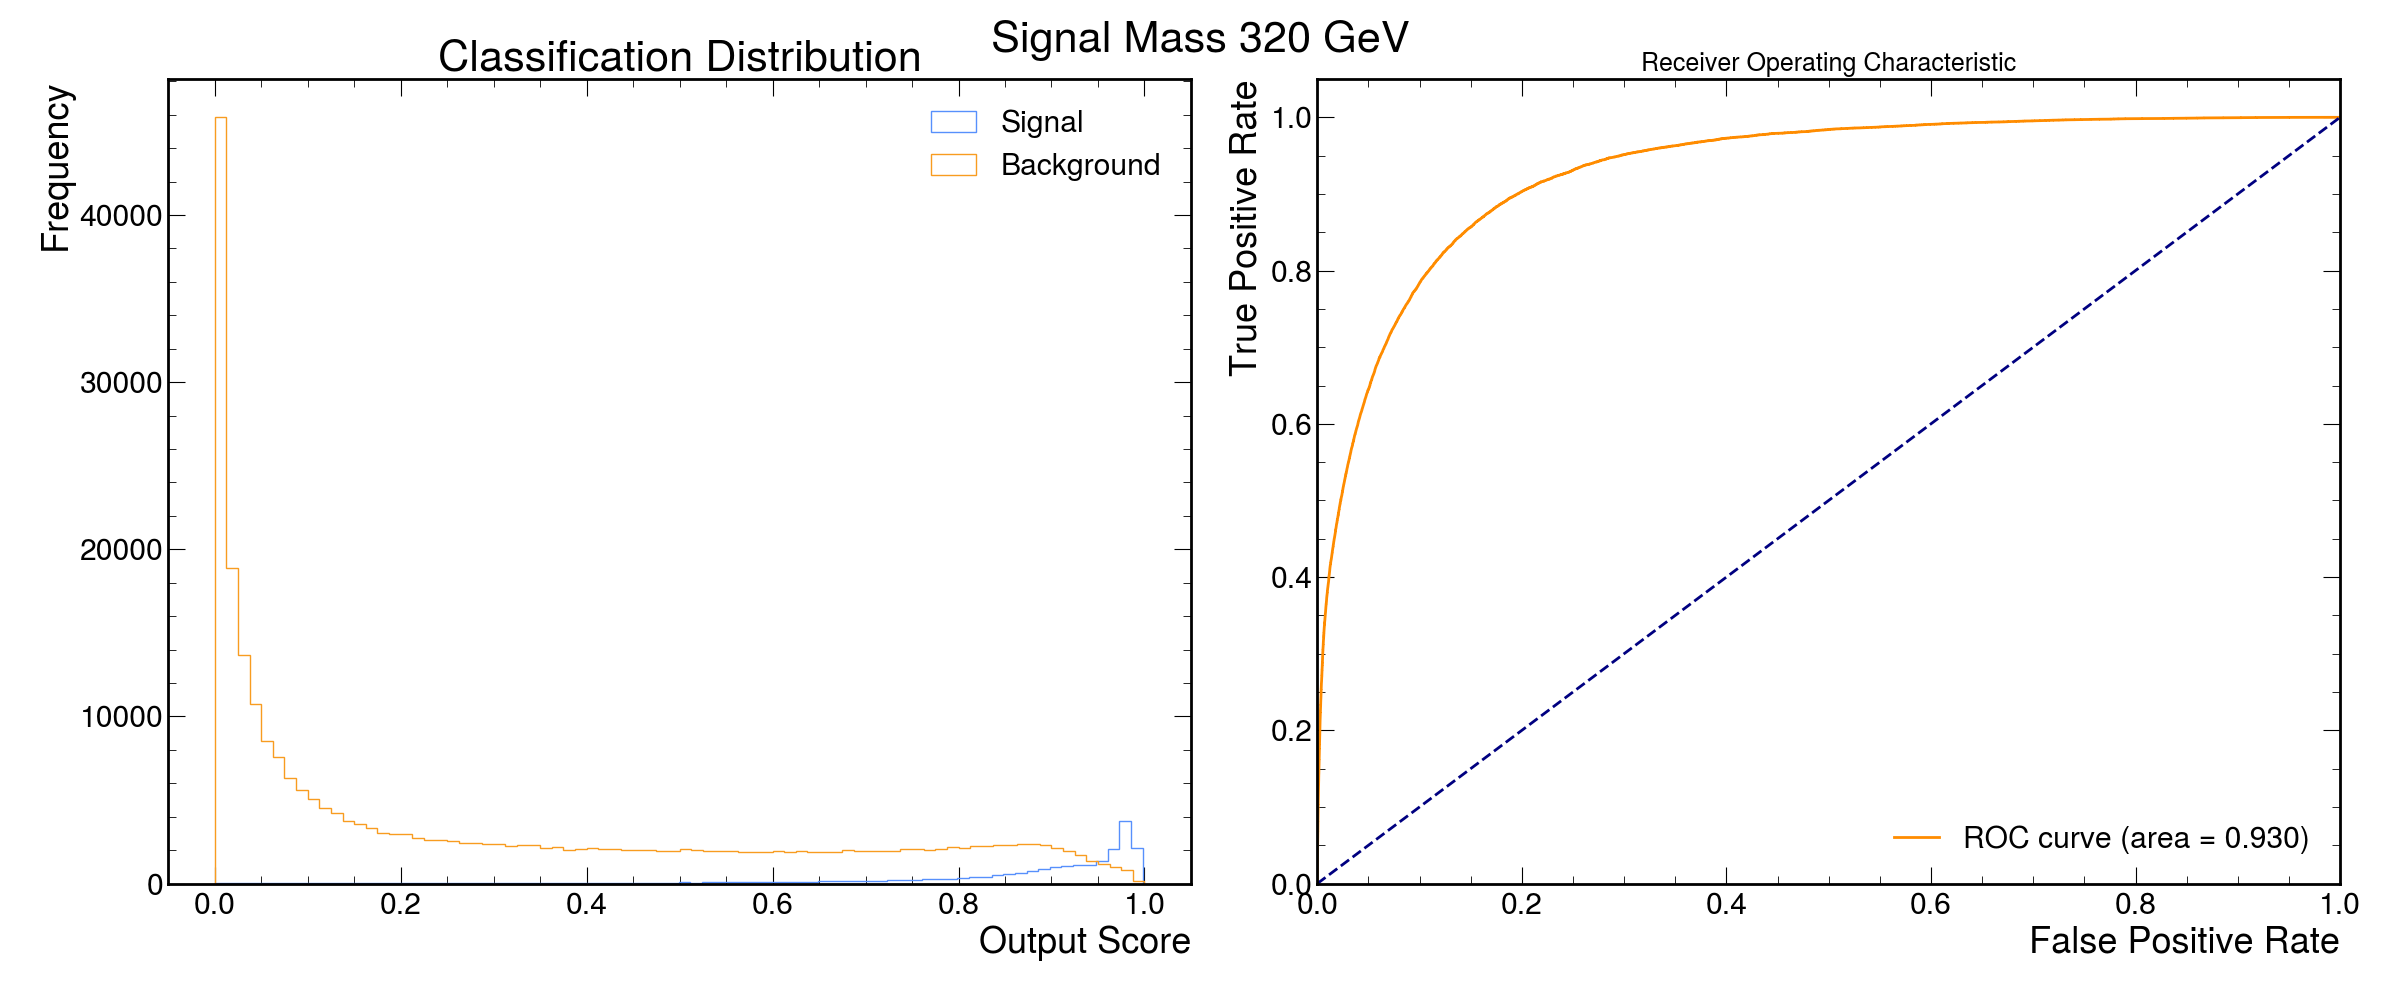 Signal Mass 320 GeV
Classification Distribution
Frequency
40000
30000
20000
10000
0
0.0 0.2 0.4 0.6 0.8 1.0
Output Score
Signal
Background
Receiver Operating Characteristic
True Positive Rate
1.0
0.8
0.6
0.4
0.2
0.0
0.0 0.2 0.4 0.6 0.8 1.0
False Positive Rate
ROC curve (area = 0.930)